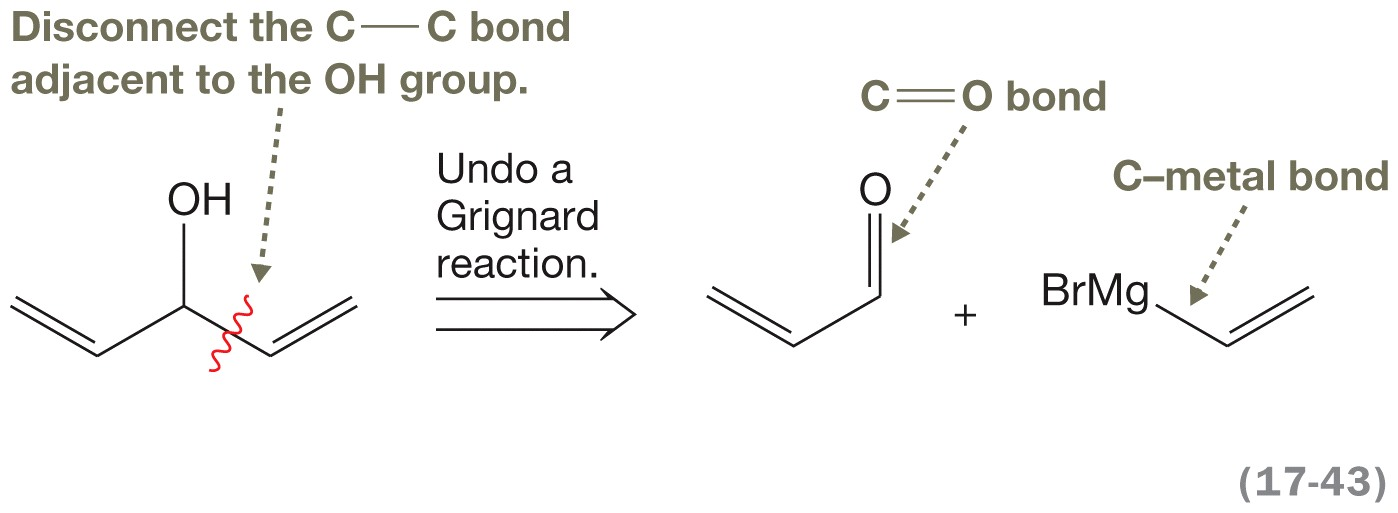 Disconnect the C—C bond
adjacent to the OH group.
C=O bond
C–metal bond
Undo a
Grignard
reaction.
OH
O
BrMg
+
(17-43)